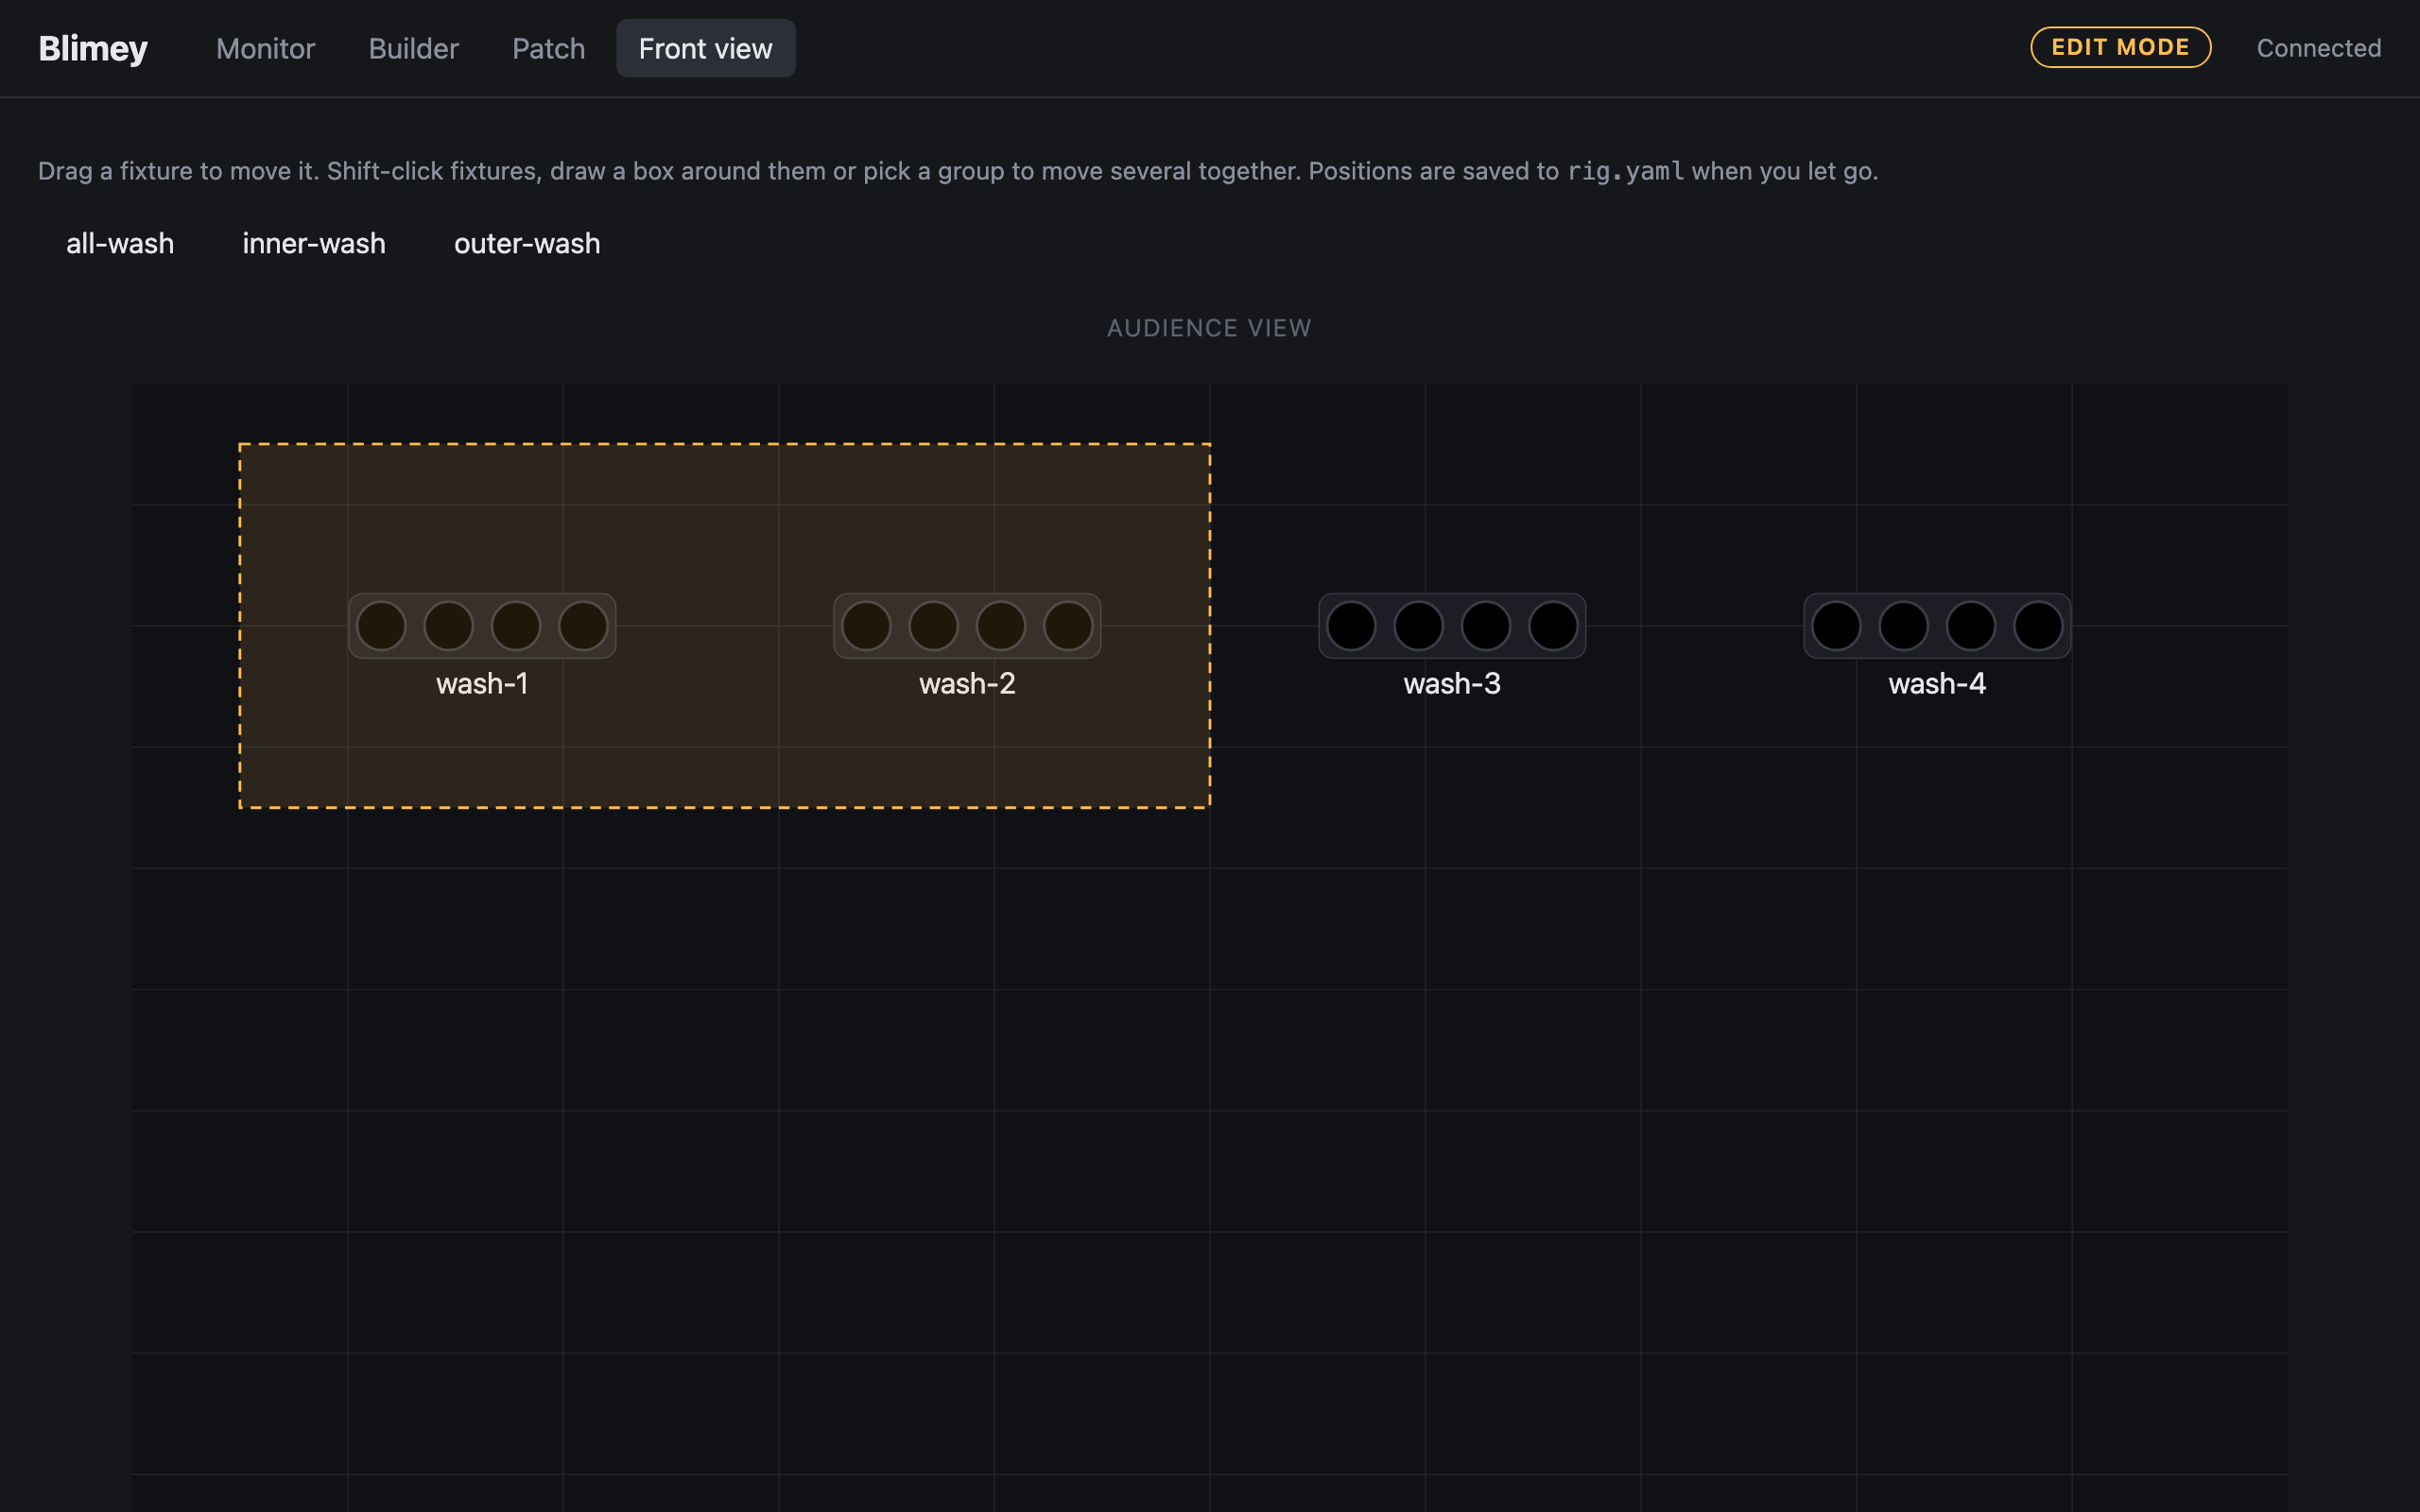 Blimey Monitor Builder Patch Front view EDIT MODE Connected
Drag a fixture to move it. Shift-click fixtures, draw a box around them or pick a group to move several together. Positions are saved to rig.yaml when you let go.
all-wash inner-wash outer-wash
AUDIENCE VIEW
wash-1 wash-2 wash-3 wash-4